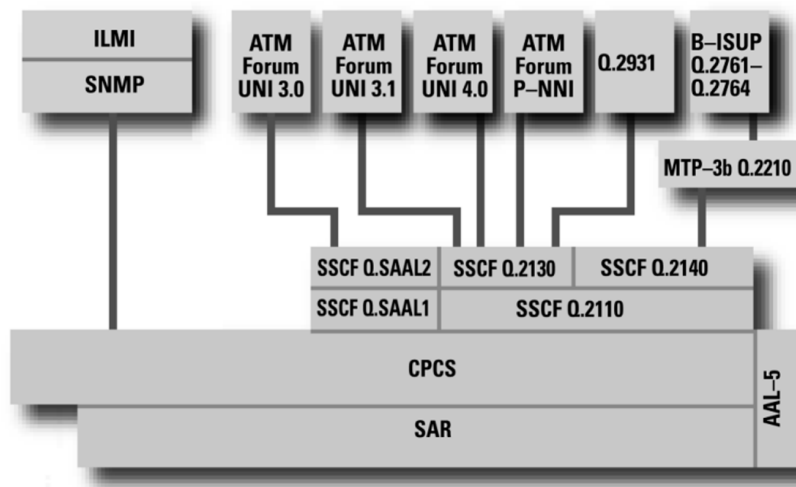 ILMI
SNMP
ATM
Forum
UNI 3.0
ATM
Forum
UNI 3.1
ATM
Forum
UNI 4.0
ATM
Forum
P–NNI
Q.2931
B–ISUP
Q.2761–
Q.2764
MTP–3b Q.2210
SSCF Q.SAAL2
SSCF Q.2130
SSCF Q.2140
SSCF Q.SAAL1
SSCF Q.2110
CPCS
AAL–5
SAR